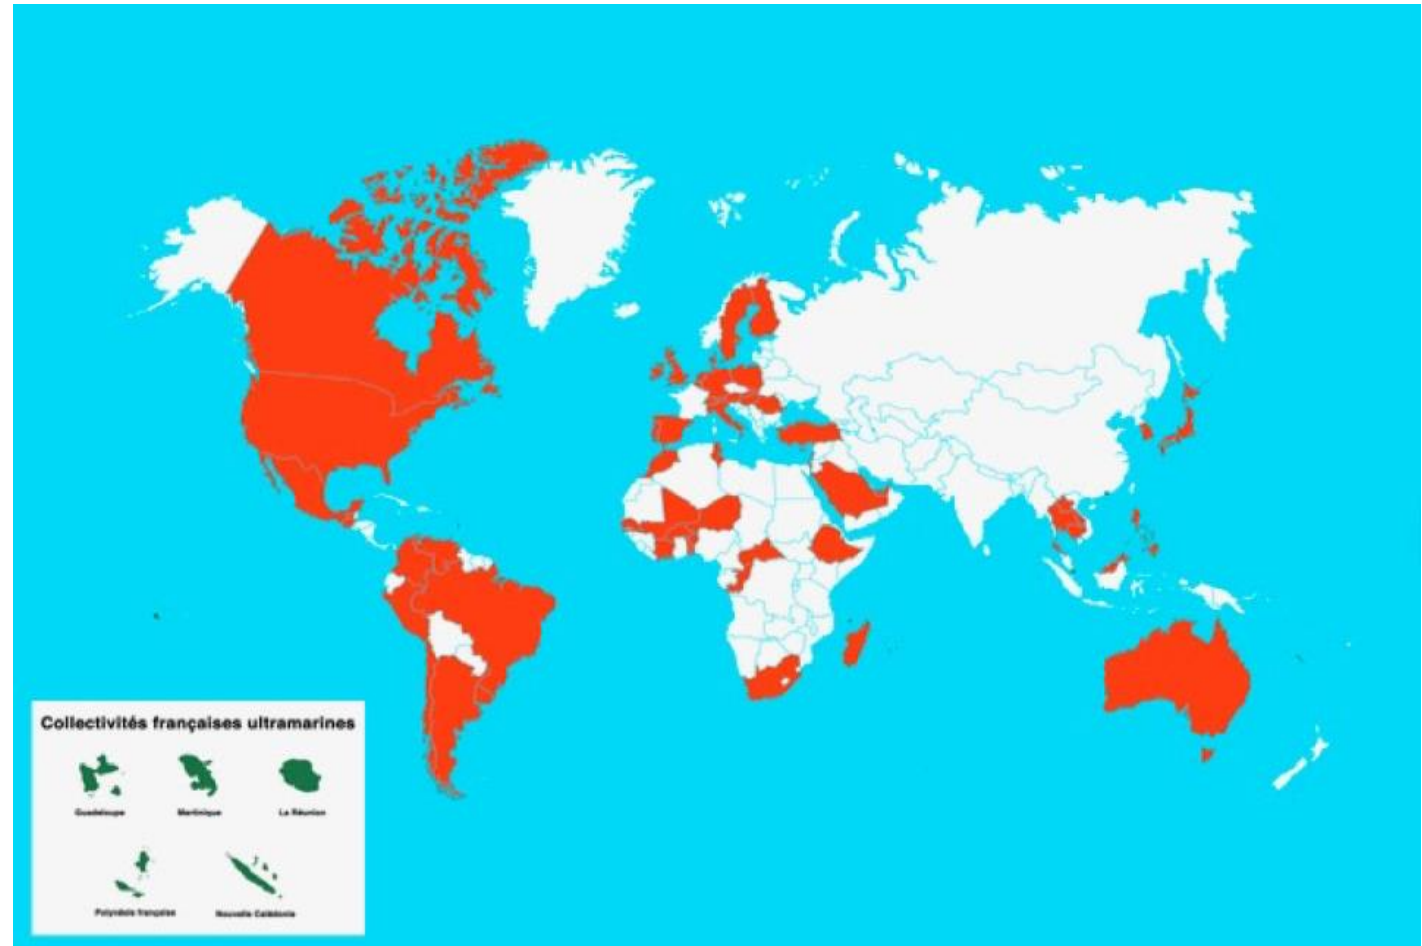 Collectivités françaises ultramarines
Guadeloupe
Martinique
La Réunion
Polynésie française
Nouvelle Calédonie